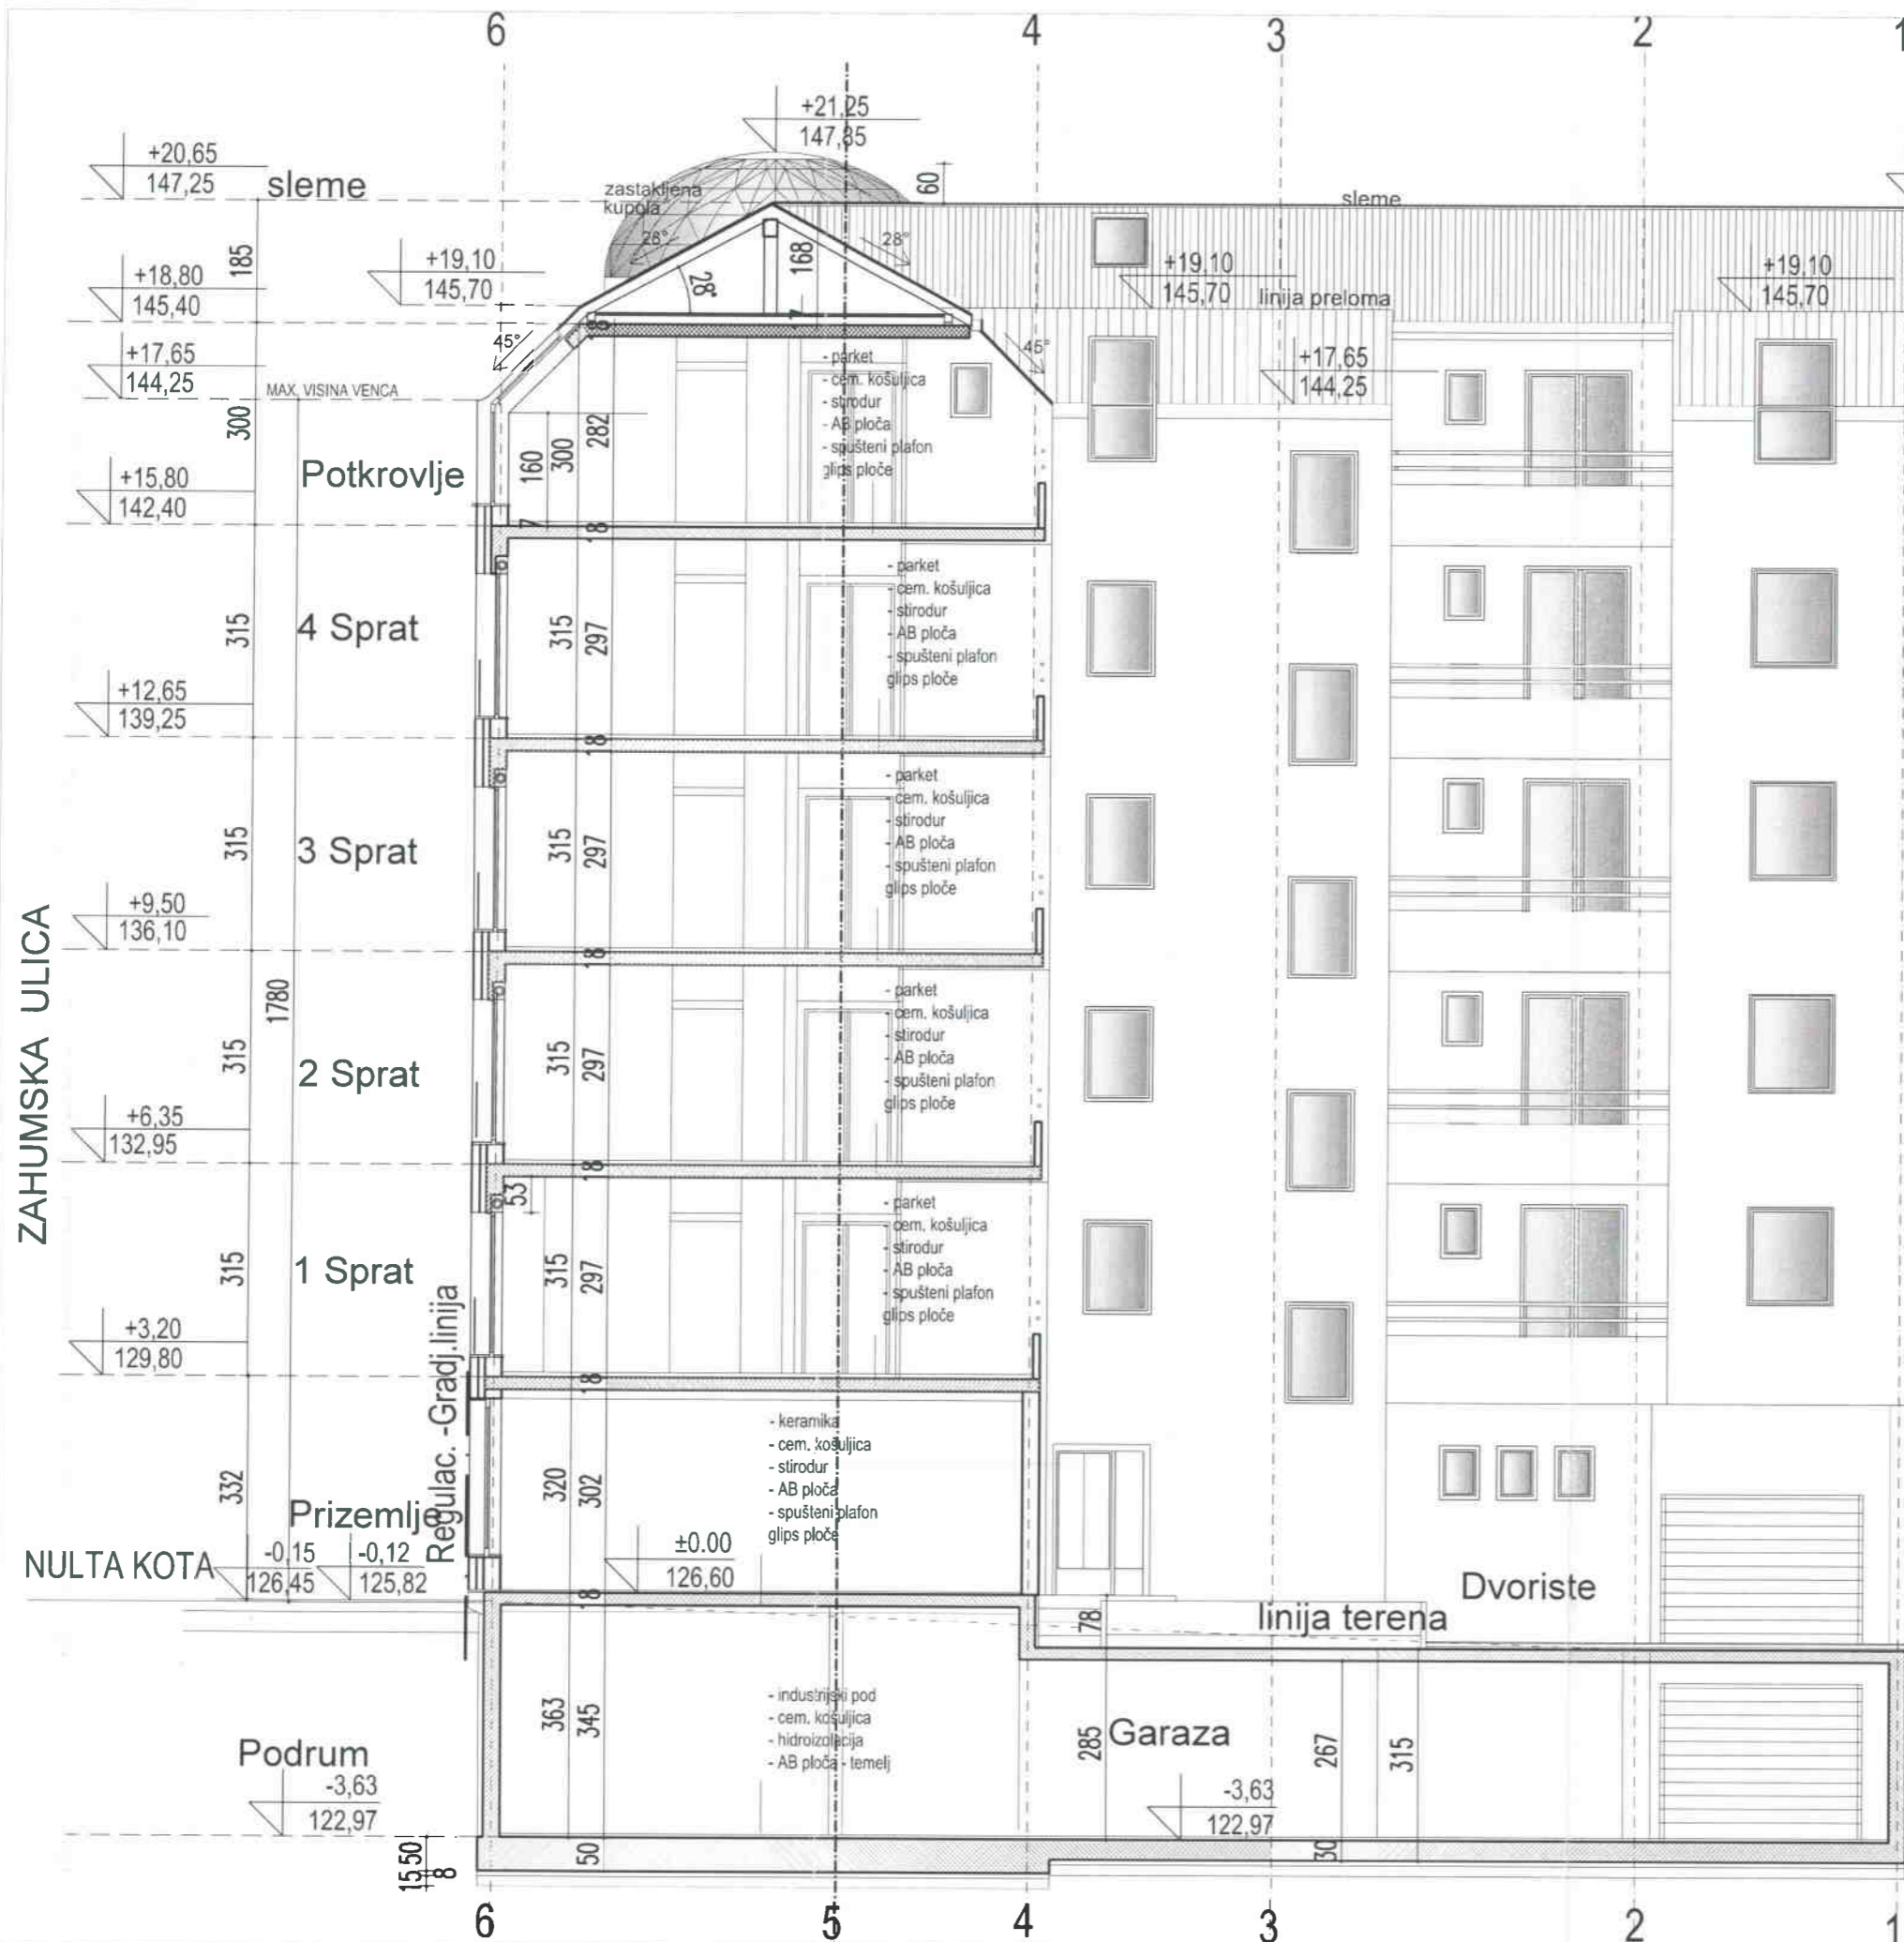 6
4
3
2
1
+21,25
147,85
+20,65
147,25
sleme
zastakljena
kupola
60
sleme
28°
28°
28°
168
185
+19,10
145,70
+18,80
145,40
+19,10
145,70
linija preloma
+19,10
145,70
45°
45°
+17,65
144,25
MAX. VISINA VENCA
+17,65
144,25
300
Potkrovlje
160
300
282
- parket
- cem. košuljica
- stirodur
- AB ploča
- spušteni plafon
glips ploče
+15,80
142,40
7
18
315
4 Sprat
315
297
- parket
- cem. košuljica
- stirodur
- AB ploča
- spušteni plafon
glips ploče
+12,65
139,25
18
315
3 Sprat
315
297
- parket
- cem. košuljica
- stirodur
- AB ploča
- spušteni plafon
glips ploče
+9,50
136,10
18
ZAHUMSKA ULICA
1780
315
2 Sprat
315
297
- parket
- cem. košuljica
- stirodur
- AB ploča
- spušteni plafon
glips ploče
+6,35
132,95
18
53
315
1 Sprat
315
297
- parket
- cem. košuljica
- stirodur
- AB ploča
- spušteni plafon
glips ploče
+3,20
129,80
18
Regulac. -Gradj.linija
332
Prizemlje
320
302
- keramika
- cem. košuljica
- stirodur
- AB ploča
- spušteni plafon
glips ploče
NULTA KOTA
-0,15
126,45
-0,12
125,82
±0.00
126,60
18
Dvoriste
78
linija terena
363
345
- industrijski pod
- cem. košuljica
- hidroizolacija
- AB ploča - temelj
285
Garaza
267
315
Podrum
-3,63
122,97
-3,63
122,97
15
50
8
50
30
6
5
4
3
2
1